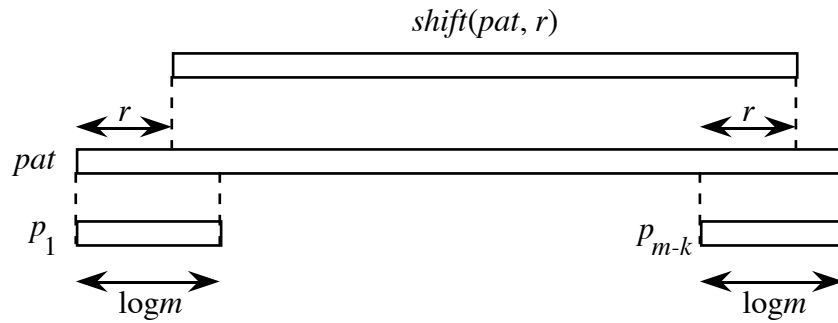 shift(pat, r)
r r
pat
p₁ pₘ₋ₖ
logm logm